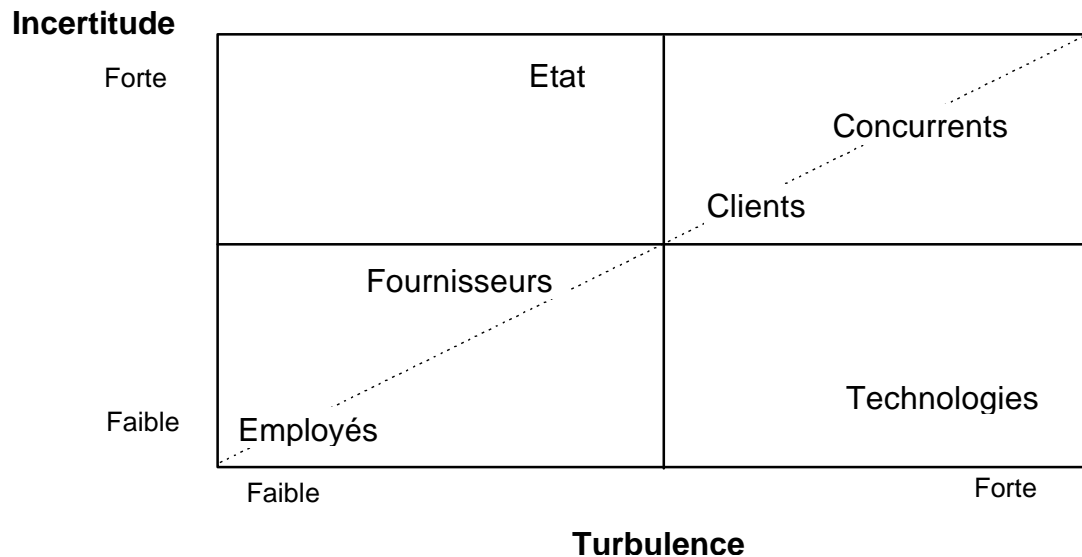 Incertitude
Forte
Etat
Concurrents
Clients
Fournisseurs
Technologies
Faible
Employés
Faible
Forte
Turbulence